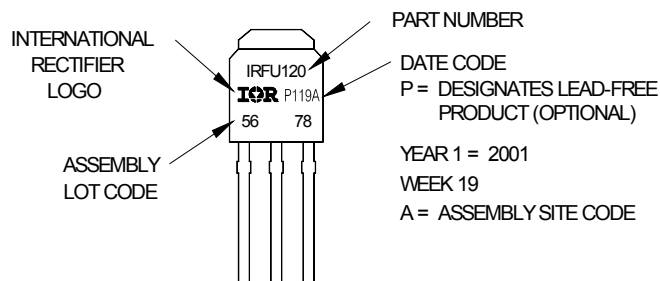 INTERNATIONAL
RECTIFIER
LOGO
ASSEMBLY
LOT CODE
IRFU120
IOR P119A
56 78
PART NUMBER
DATE CODE
P = DESIGNATES LEAD-FREE
PRODUCT (OPTIONAL)
YEAR 1 = 2001
WEEK 19
A = ASSEMBLY SITE CODE